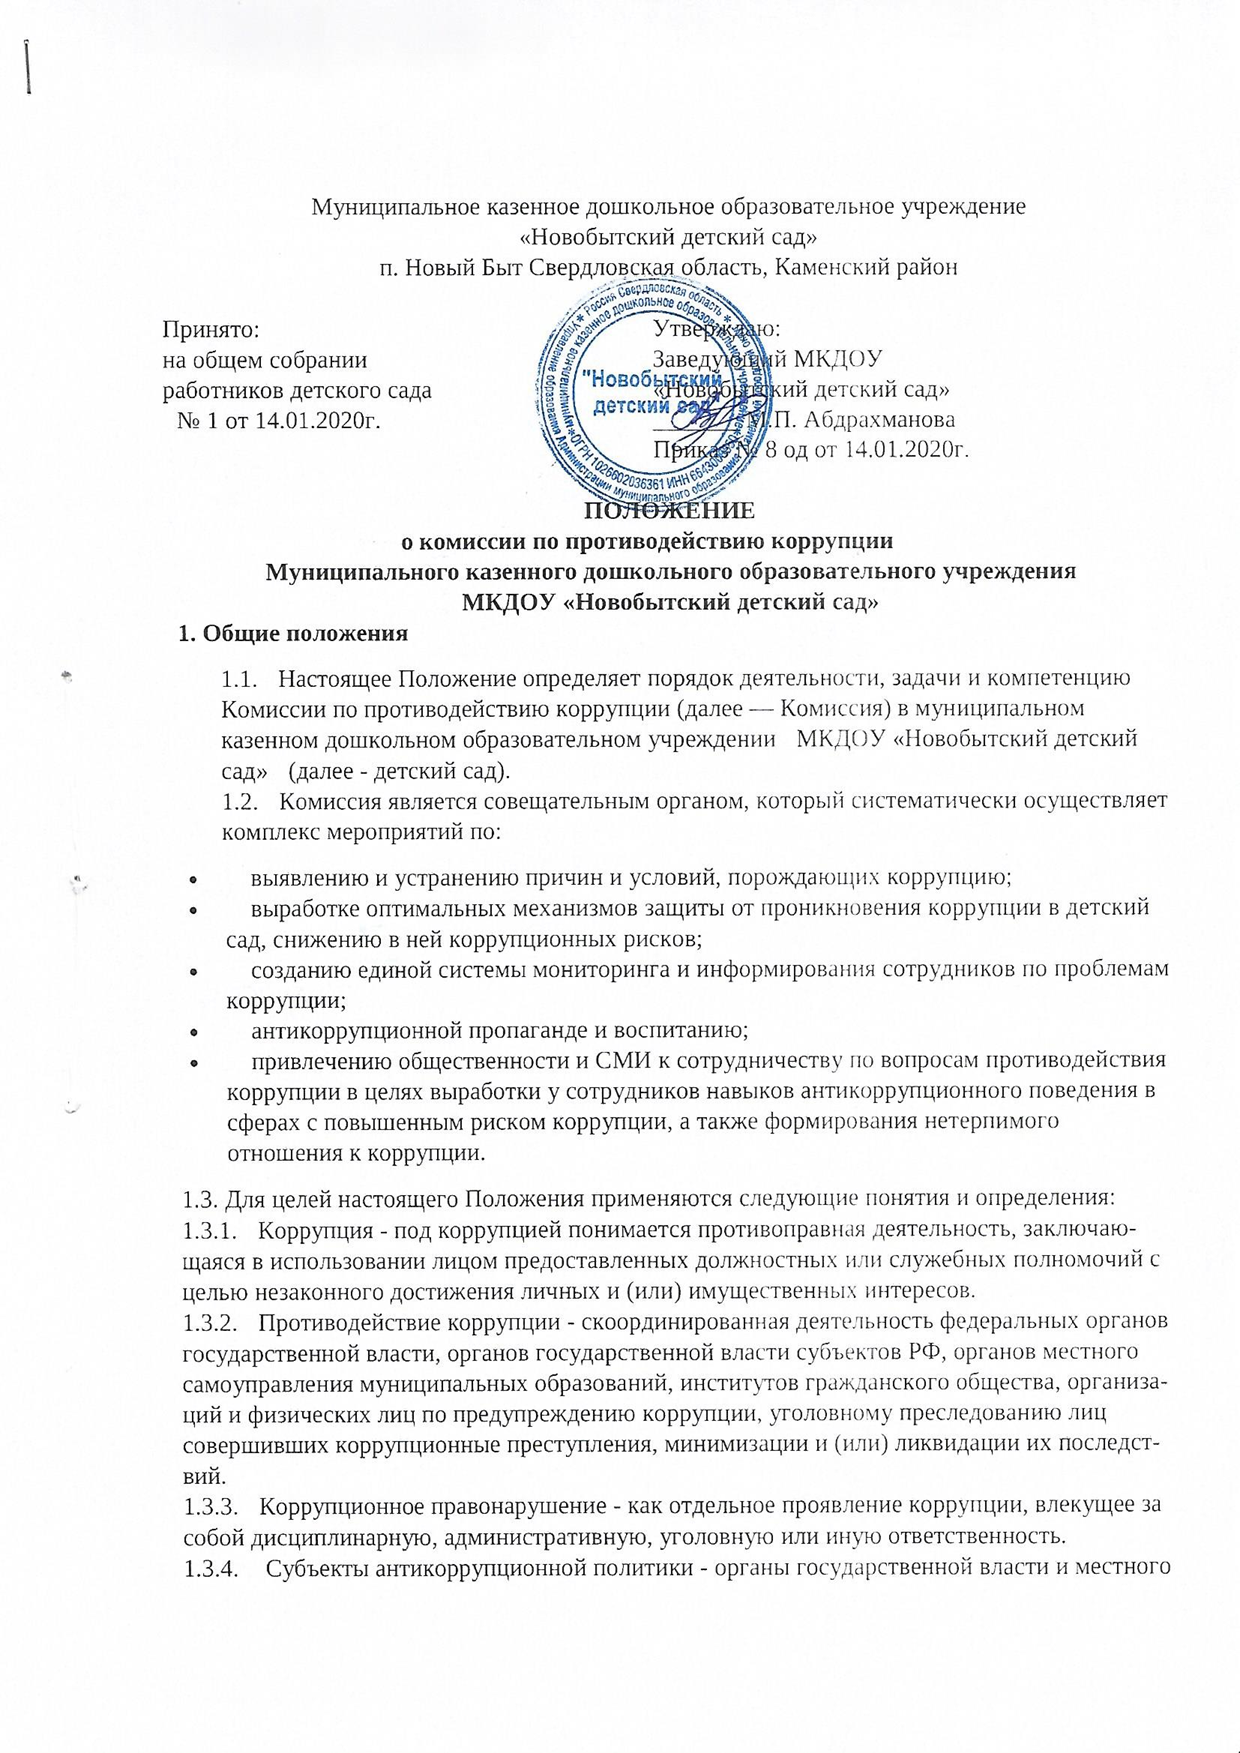 Муниципальное казенное дошкольное образовательное учреждение
«Новобытский детский сад»
п. Новый Быт Свердловская область, Каменский район
Принято:
на общем собрании
работников детского сада
№ 1 от 14.01.2020г.
"Новобытский
детский сад"
ОГРН 1026602036361 ИНН
Утверждаю:
Заведующий МКДОУ
«Новобытский детский сад»
М.П. Абдрахманова
Приказ № 8 од от 14.01.2020г.
ПОЛОЖЕНИЕ
о комиссии по противодействию коррупции
Муниципального казенного дошкольного образовательного учреждения
МКДОУ «Новобытский детский сад»
1. Общие положения
1.1. Настоящее Положение определяет порядок деятельности, задачи и компетенцию
Комиссии по противодействию коррупции (далее — Комиссия) в муниципальном
казенном дошкольном образовательном учреждении МКДОУ «Новобытский детский
сад» (далее - детский сад).
1.2. Комиссия является совещательным органом, который систематически осуществляет
комплекс мероприятий по:
• выявлению и устранению причин и условий, порождающих коррупцию;
• выработке оптимальных механизмов защиты от проникновения коррупции в детский
сад, снижению в ней коррупционных рисков;
• созданию единой системы мониторинга и информирования сотрудников по проблемам
коррупции;
• антикоррупционной пропаганде и воспитанию;
• привлечению общественности и СМИ к сотрудничеству по вопросам противодействия
коррупции в целях выработки у сотрудников навыков антикоррупционного поведения в
сферах с повышенным риском коррупции, а также формирования нетерпимого
отношения к коррупции.
1.3. Для целей настоящего Положения применяются следующие понятия и определения:
1.3.1. Коррупция - под коррупцией понимается противоправная деятельность, заключаю-
щаяся в использовании лицом предоставленных должностных или служебных полномочий с
целью незаконного достижения личных и (или) имущественных интересов.
1.3.2. Противодействие коррупции - скоординированная деятельность федеральных органов
государственной власти, органов государственной власти субъектов РФ, органов местного
самоуправления муниципальных образований, институтов гражданского общества, организа-
ций и физических лиц по предупреждению коррупции, уголовному преследованию лиц
совершивших коррупционные преступления, минимизации и (или) ликвидации их последст-
вий.
1.3.3. Коррупционное правонарушение - как отдельное проявление коррупции, влекущее за
собой дисциплинарную, административную, уголовную или иную ответственность.
1.3.4. Субъекты антикоррупционной политики - органы государственной власти и местного